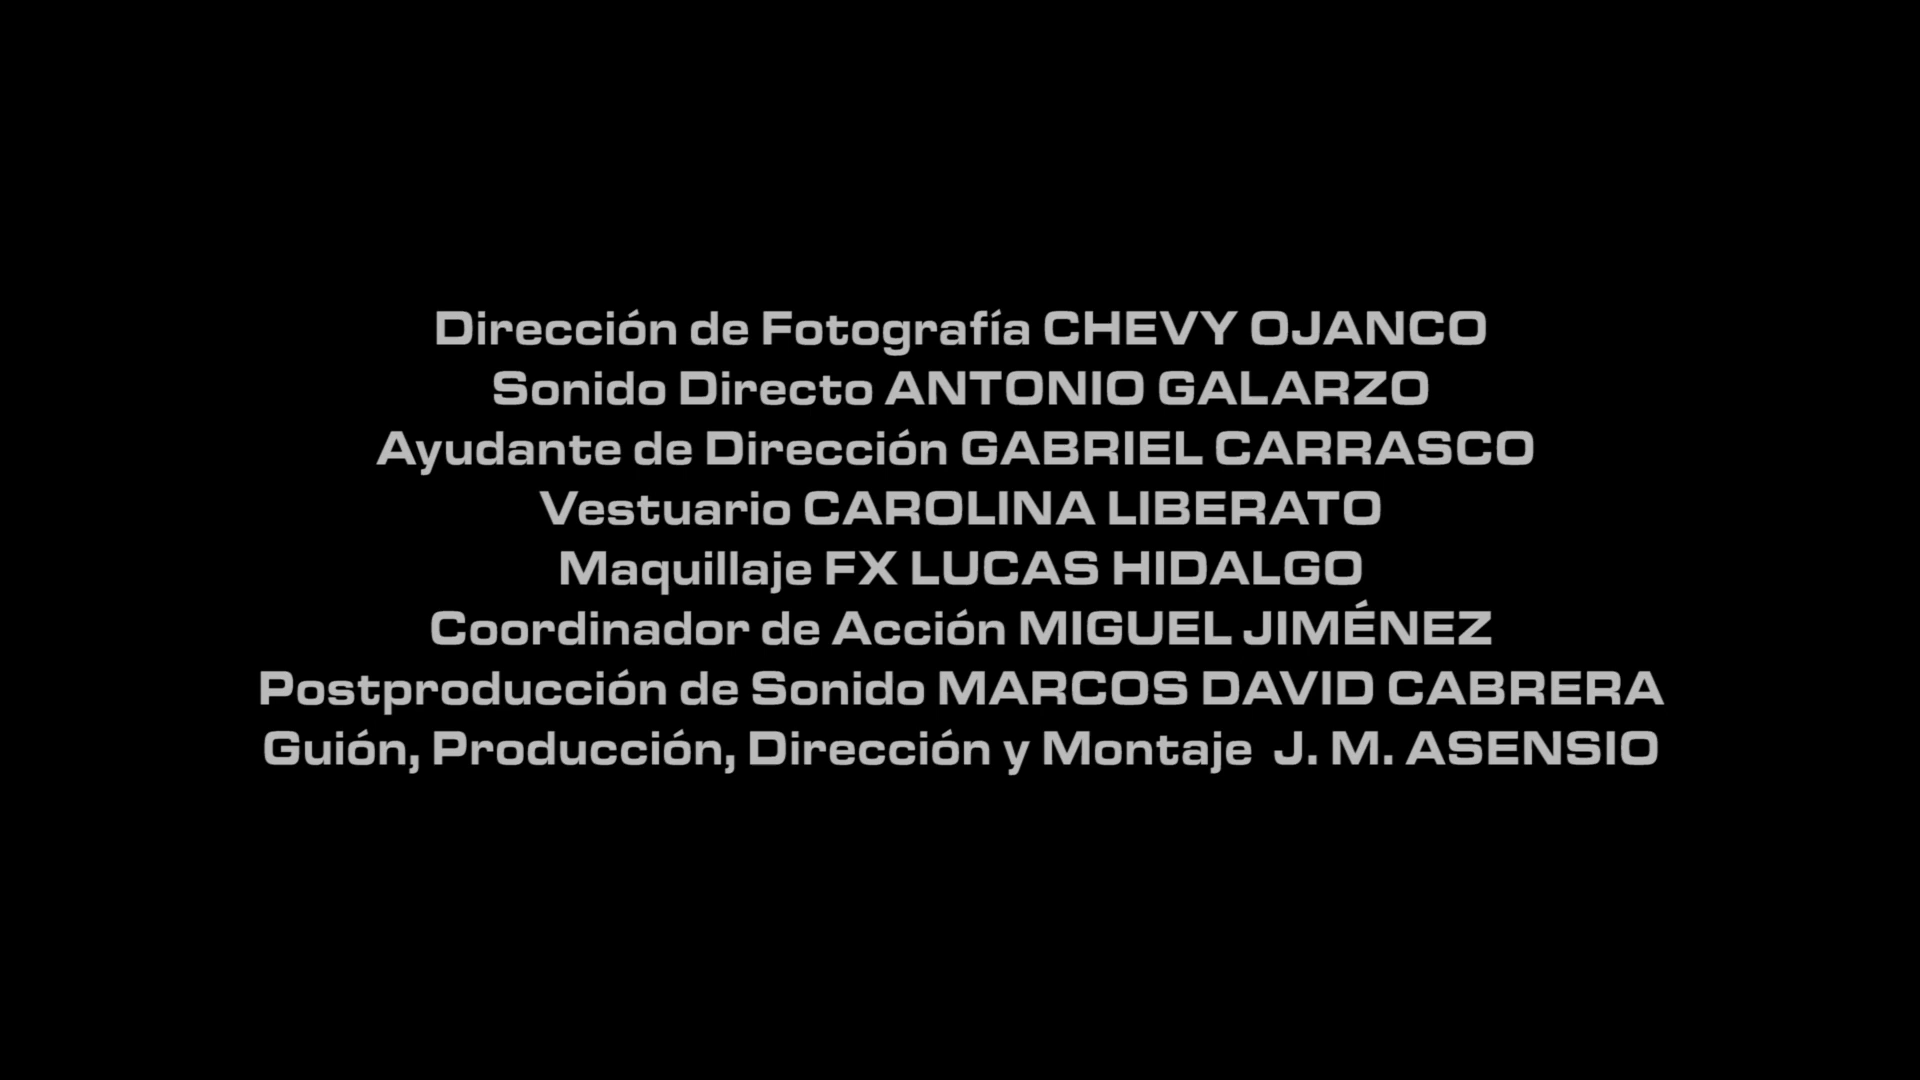 Dirección de Fotografía CHEVY OJANCO
Sonido Directo ANTONIO GALARZO
Ayudante de Dirección GABRIEL CARRASCO
Vestuario CAROLINA LIBERATO
Maquillaje FX LUCAS HIDALGO
Coordinador de Acción MIGUEL JIMÉNEZ
Postproducción de Sonido MARCOS DAVID CABRERA
Guión, Producción, Dirección y Montaje J. M. ASENSIO